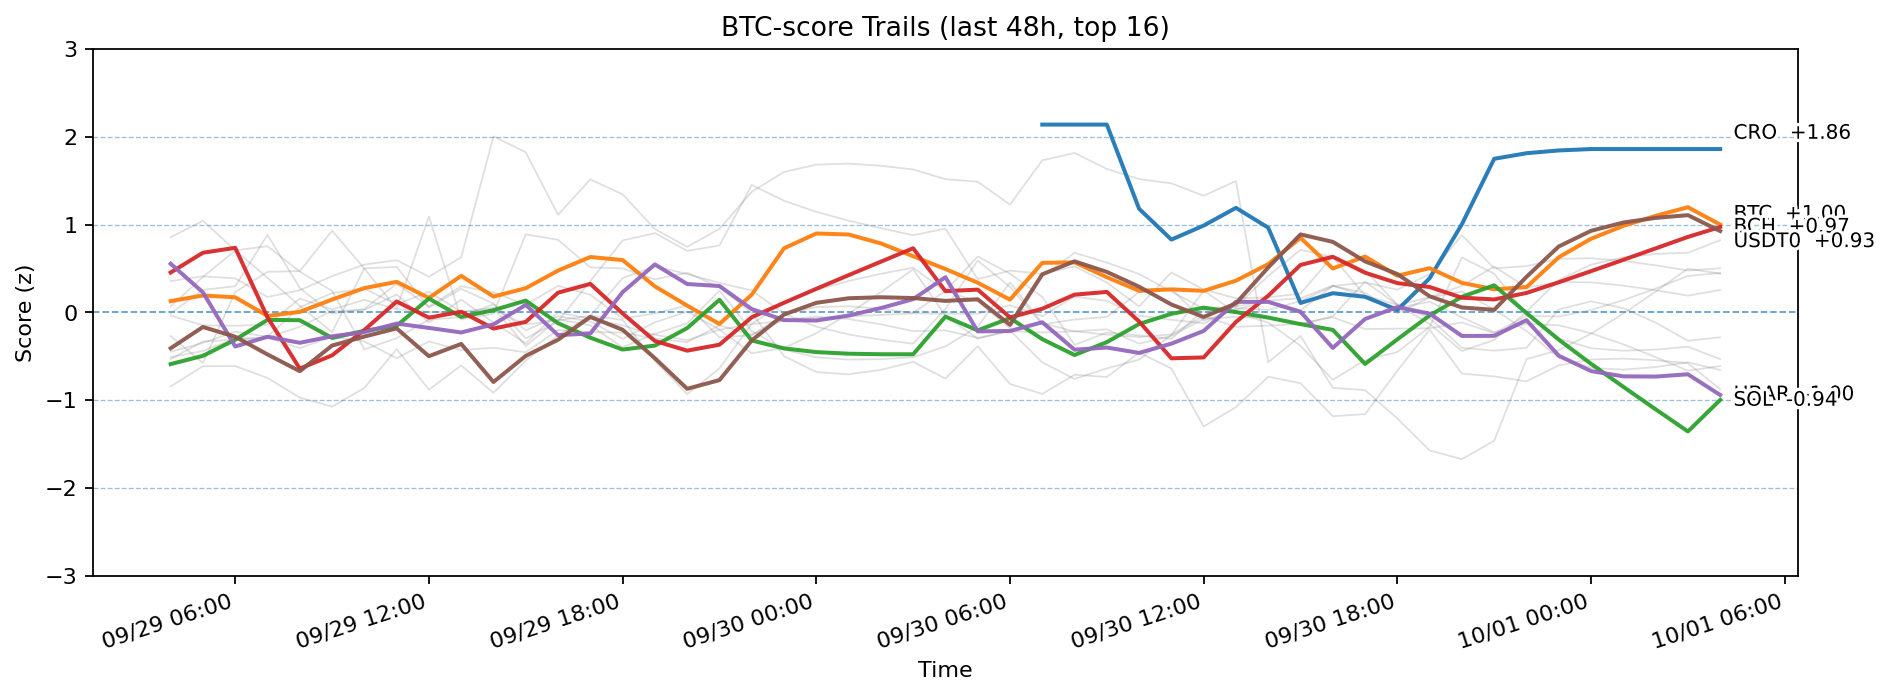 BTC-score Trails (last 48h, top 16)
Score (z)
3
2
1
0
−1
−2
−3
CRO +1.86
BTC +1.00
BCH +0.97
USDT0 +0.93
SOL -0.94
09/29 06:00
09/29 12:00
09/29 18:00
09/30 00:00
09/30 06:00
09/30 12:00
09/30 18:00
10/01 00:00
10/01 06:00
Time